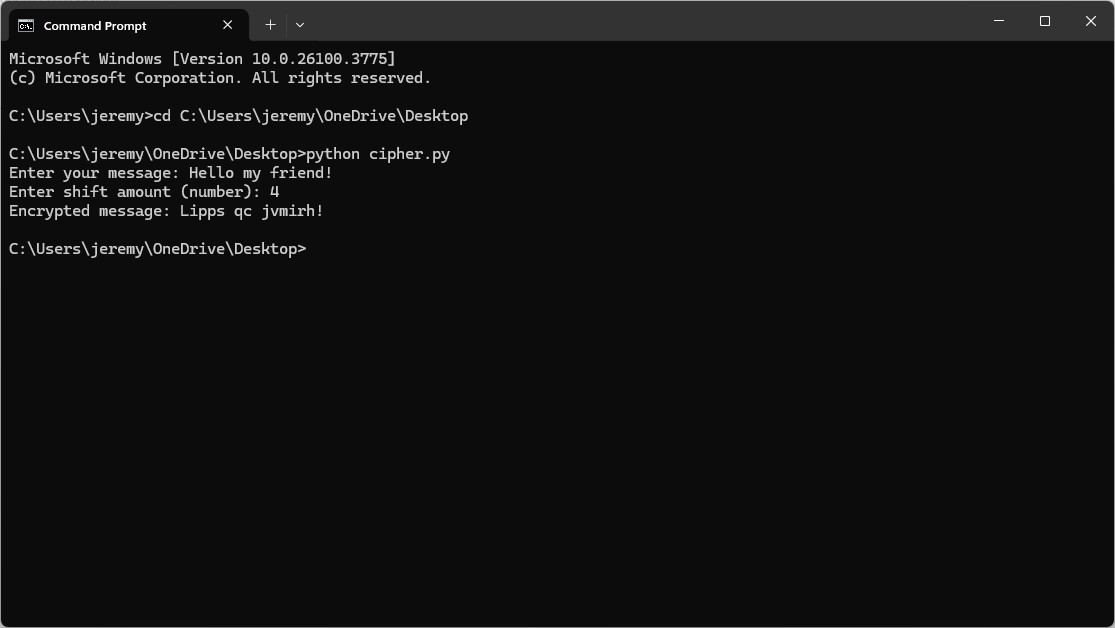 Command Prompt
Microsoft Windows [Version 10.0.26100.3775]
(c) Microsoft Corporation. All rights reserved.
C:\Users\jeremy>cd C:\Users\jeremy\OneDrive\Desktop
C:\Users\jeremy\OneDrive\Desktop>python cipher.py
Enter your message: Hello my friend!
Enter shift amount (number): 4
Encrypted message: Lipps qc jvmirh!
C:\Users\jeremy\OneDrive\Desktop>